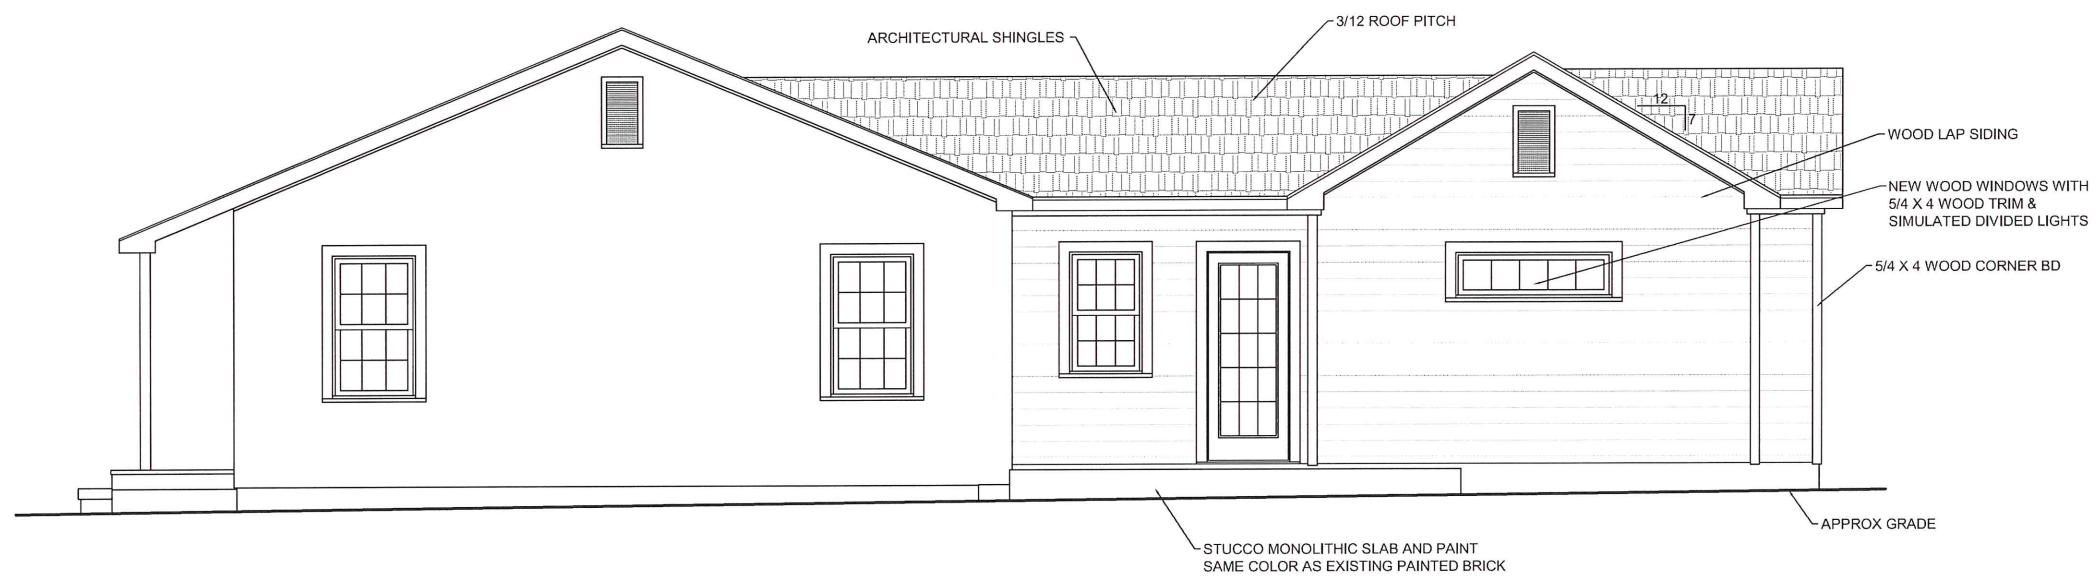 3/12 ROOF PITCH
ARCHITECTURAL SHINGLES
12
7
WOOD LAP SIDING
NEW WOOD WINDOWS WITH
5/4 X 4 WOOD TRIM &
SIMULATED DIVIDED LIGHTS
5/4 X 4 WOOD CORNER BD
APPROX GRADE
STUCCO MONOLITHIC SLAB AND PAINT
SAME COLOR AS EXISTING PAINTED BRICK